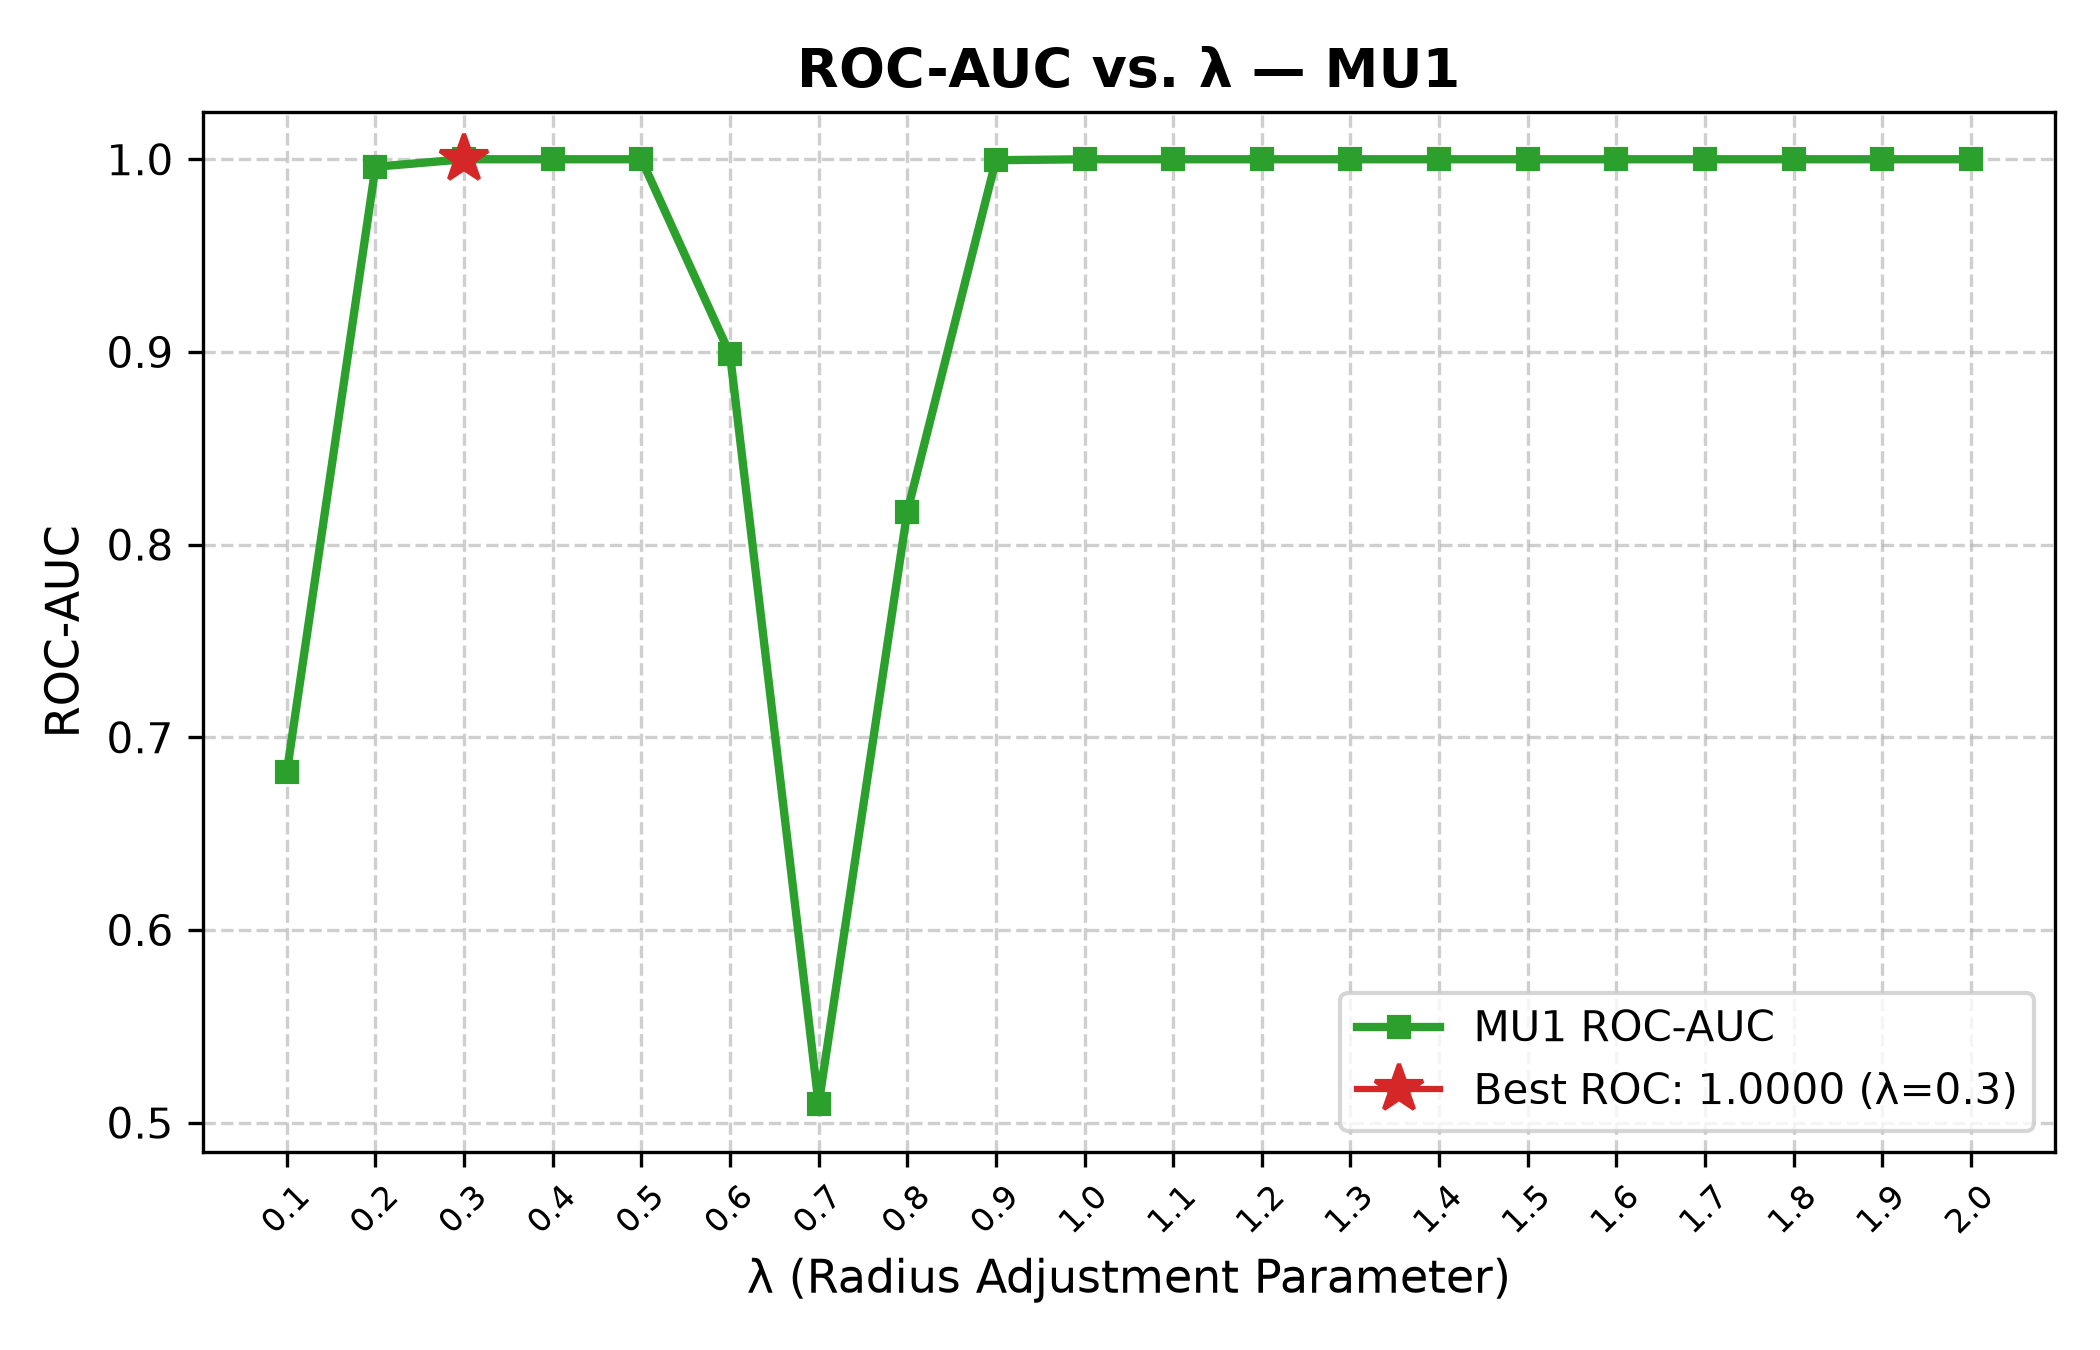 ROC-AUC vs. λ — MU1
ROC-AUC
1.0
0.9
0.8
0.7
0.6
0.5
MU1 ROC-AUC
Best ROC: 1.0000 (λ=0.3)
0.1 0.2 0.3 0.4 0.5 0.6 0.7 0.8 0.9 1.0 1.1 1.2 1.3 1.4 1.5 1.6 1.7 1.8 1.9 2.0
λ (Radius Adjustment Parameter)